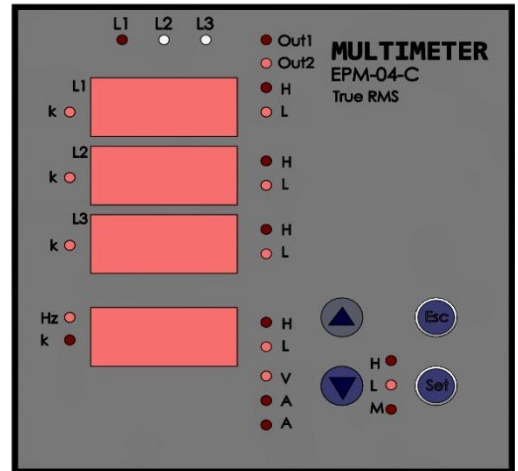 L1 L2 L3
Out1
Out2
MULTIMETER
EPM-04-C
True RMS
L1
k
H
L
L2
k
H
L
L3
k
H
L
Hz
k
H
L
V
A
A
Esc
H
L
M
Set